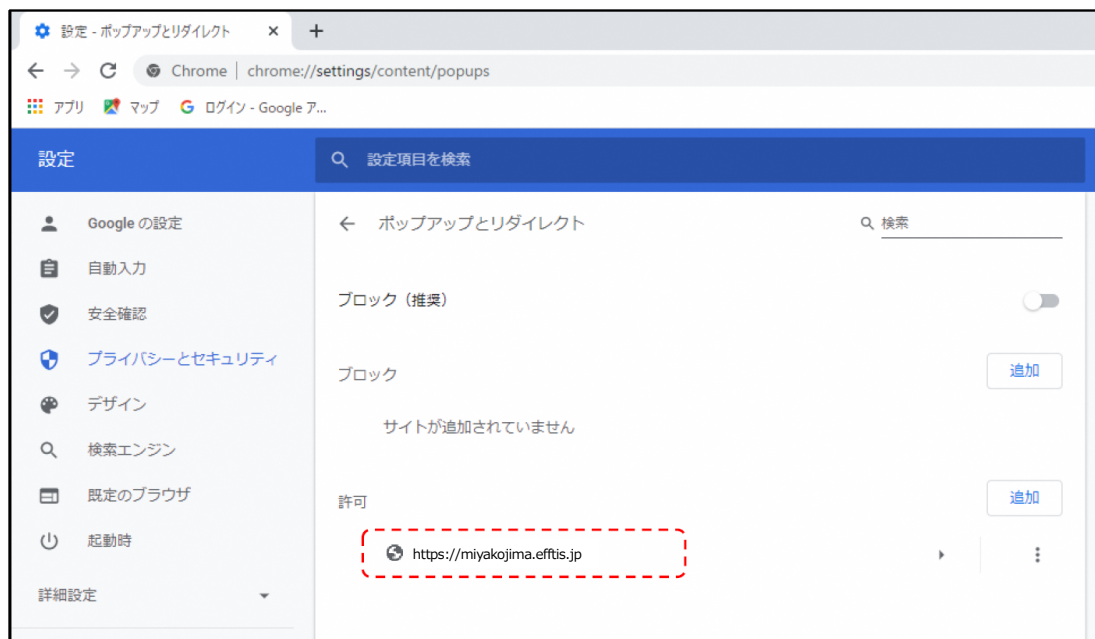 設定 - ポップアップとリダイレクト
Chrome | chrome://settings/content/popups
アプリ マップ ログイン - Google ア...
設定
設定項目を検索
Google の設定
自動入力
安全確認
プライバシーとセキュリティ
デザイン
検索エンジン
既定のブラウザ
起動時
詳細設定
ポップアップとリダイレクト
検索
ブロック（推奨）
ブロック
追加
サイトが追加されていません
許可
追加
https://miyakojima.efftis.jp